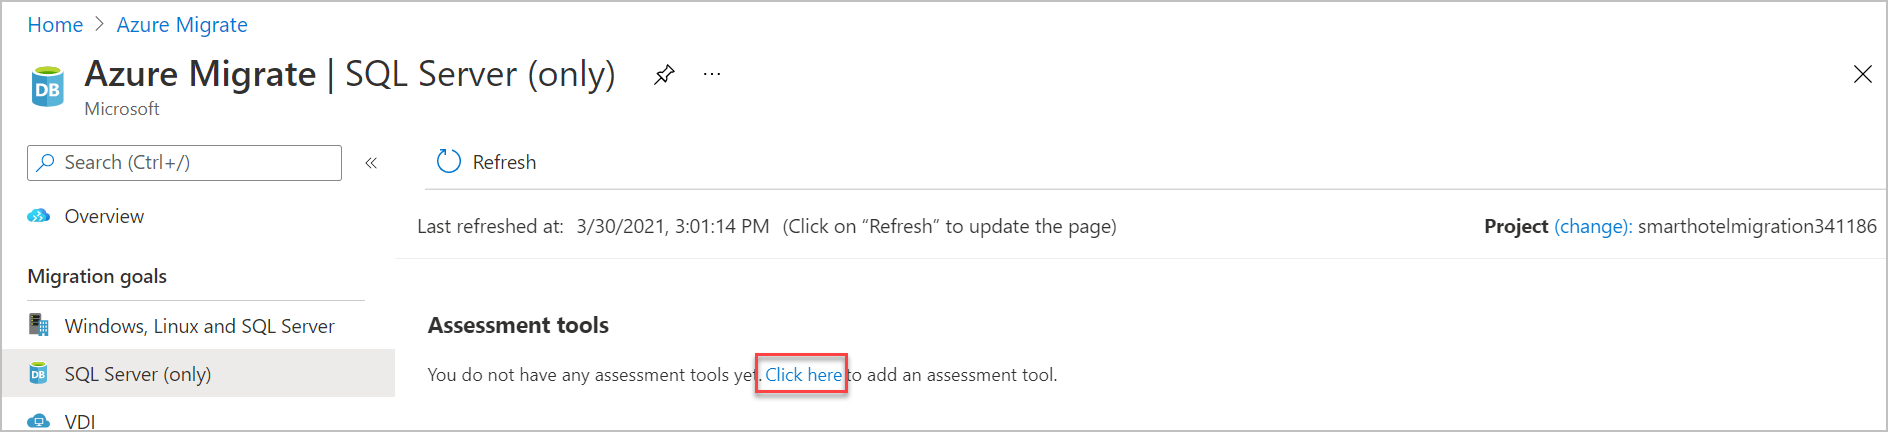 Home > Azure Migrate
Azure Migrate | SQL Server (only) ...
Microsoft
DB
Search (Ctrl+/) «
Refresh
Overview
Last refreshed at: 3/30/2021, 3:01:14 PM (Click on “Refresh” to update the page) Project (change): smarthotelmigration341186
Migration goals
Windows, Linux and SQL Server
Assessment tools
DB SQL Server (only)
You do not have any assessment tools yet. Click here to add an assessment tool.
VDI